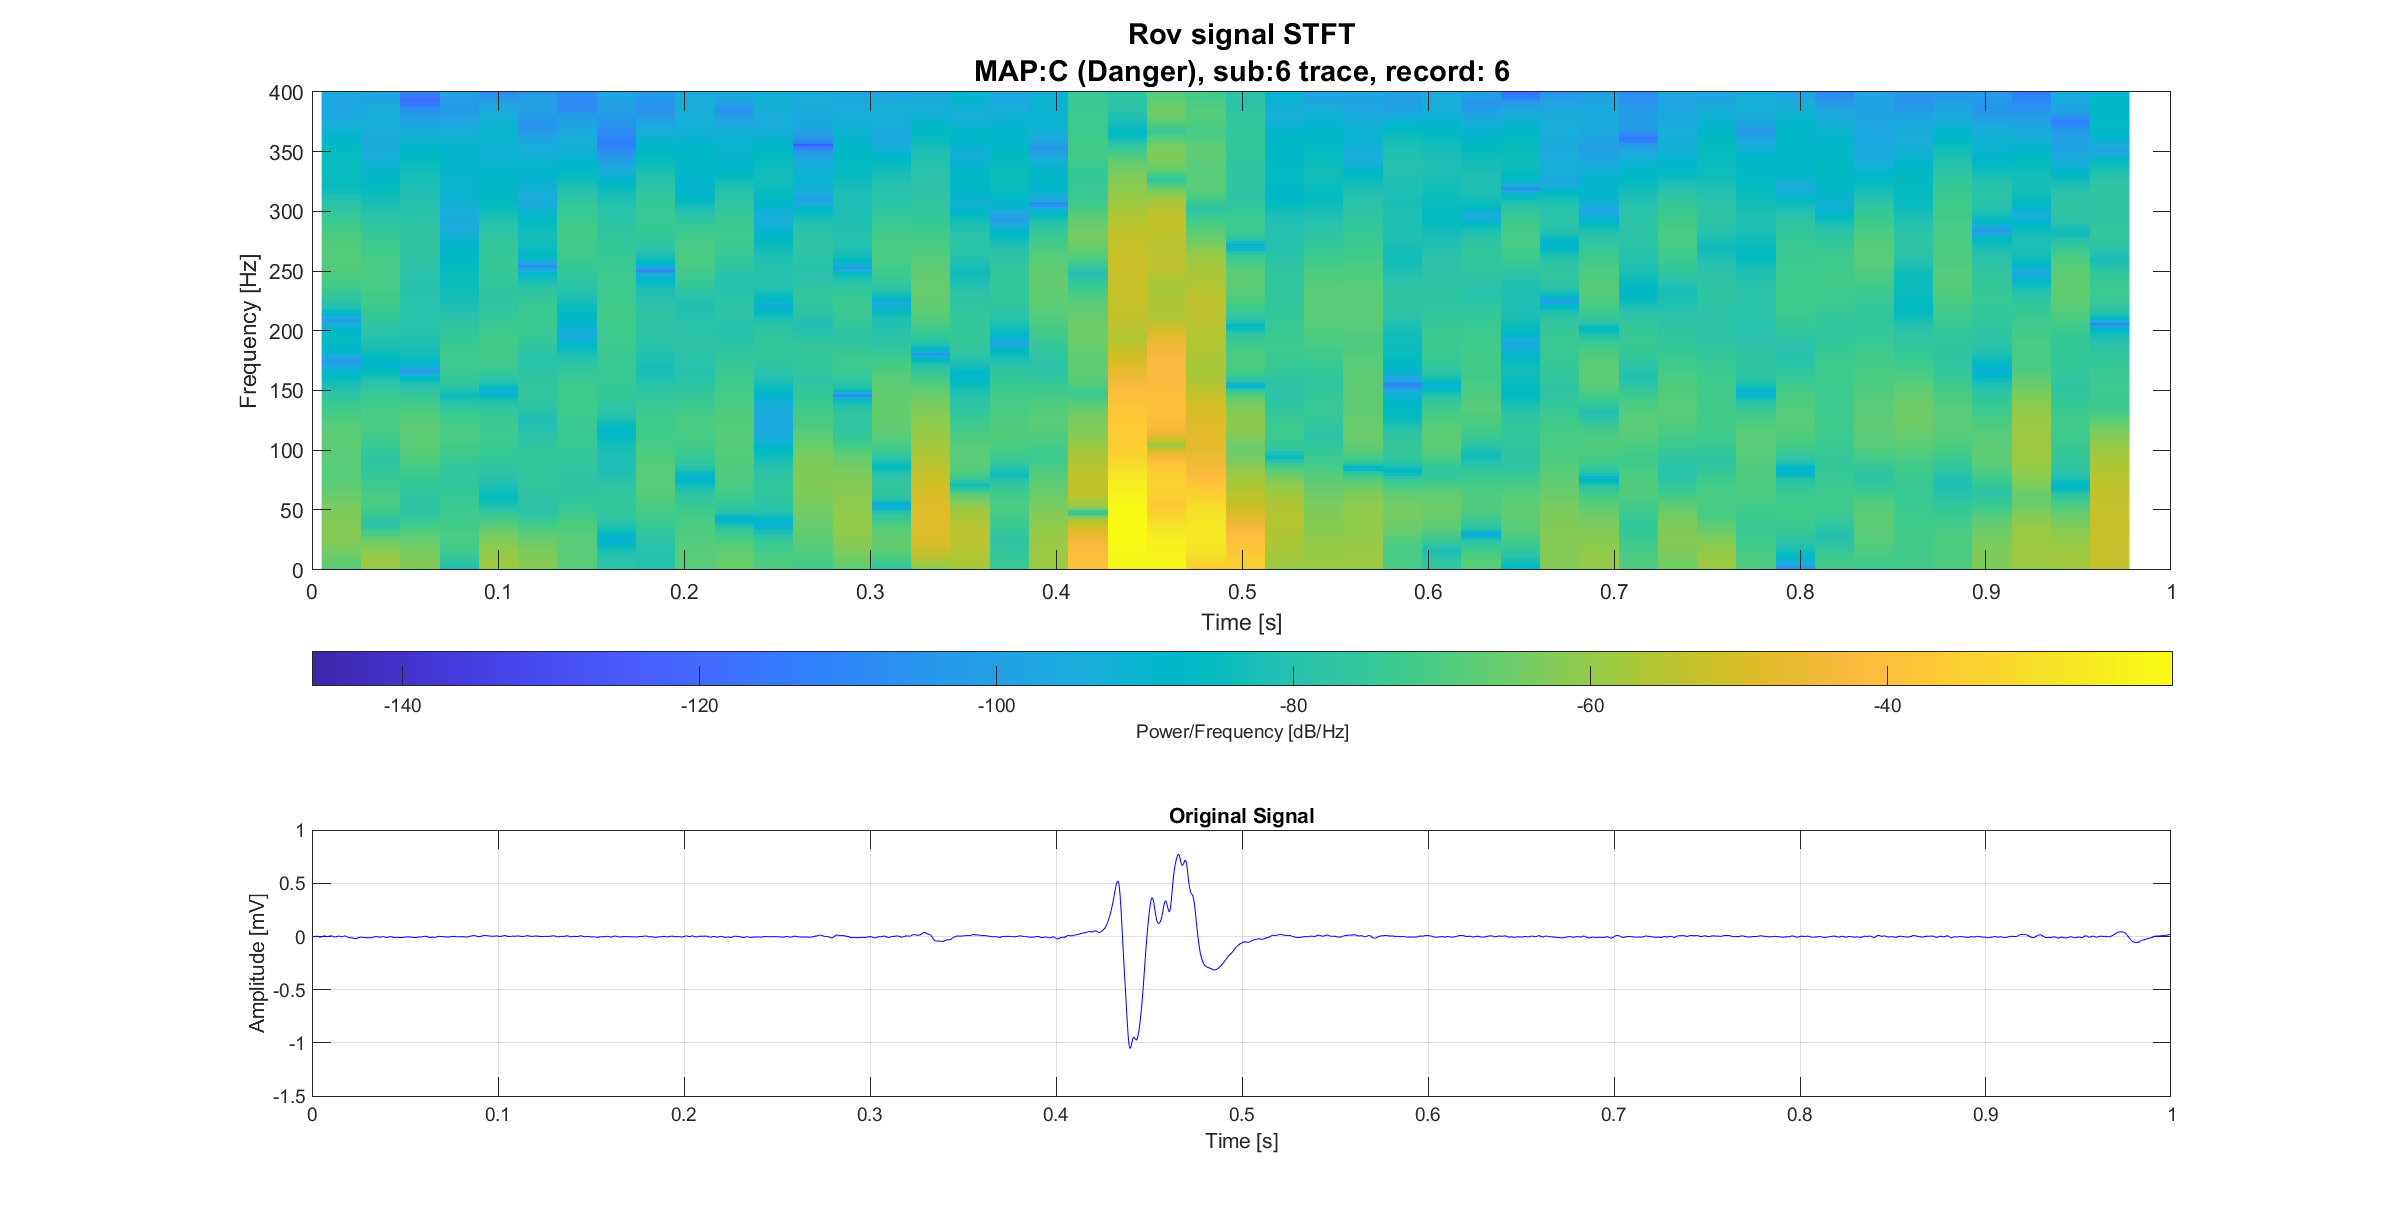 Rov signal STFT
MAP:C (Danger), sub:6 trace, record: 6
400
350
300
250
200
150
100
50
0
Frequency [Hz]
0 0.1 0.2 0.3 0.4 0.5 0.6 0.7 0.8 0.9 1
Time [s]
-140 -120 -100 -80 -60 -40
Power/Frequency [dB/Hz]
Original Signal
1
0.5
0
-0.5
-1
-1.5
Amplitude [mV]
0 0.1 0.2 0.3 0.4 0.5 0.6 0.7 0.8 0.9 1
Time [s]